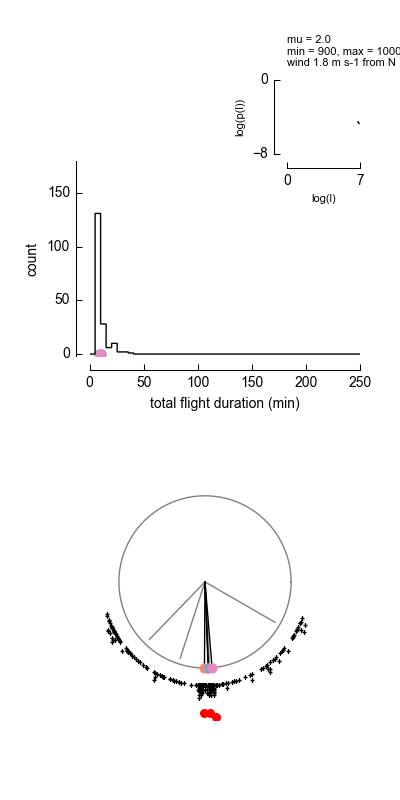 mu = 2.0
min = 900, max = 1000
wind 1.8 m s-1 from N
0
−8
log(p(l))
0 7
log(l)
150
100
50
0
count
0 50 100 150 200 250
total flight duration (min)